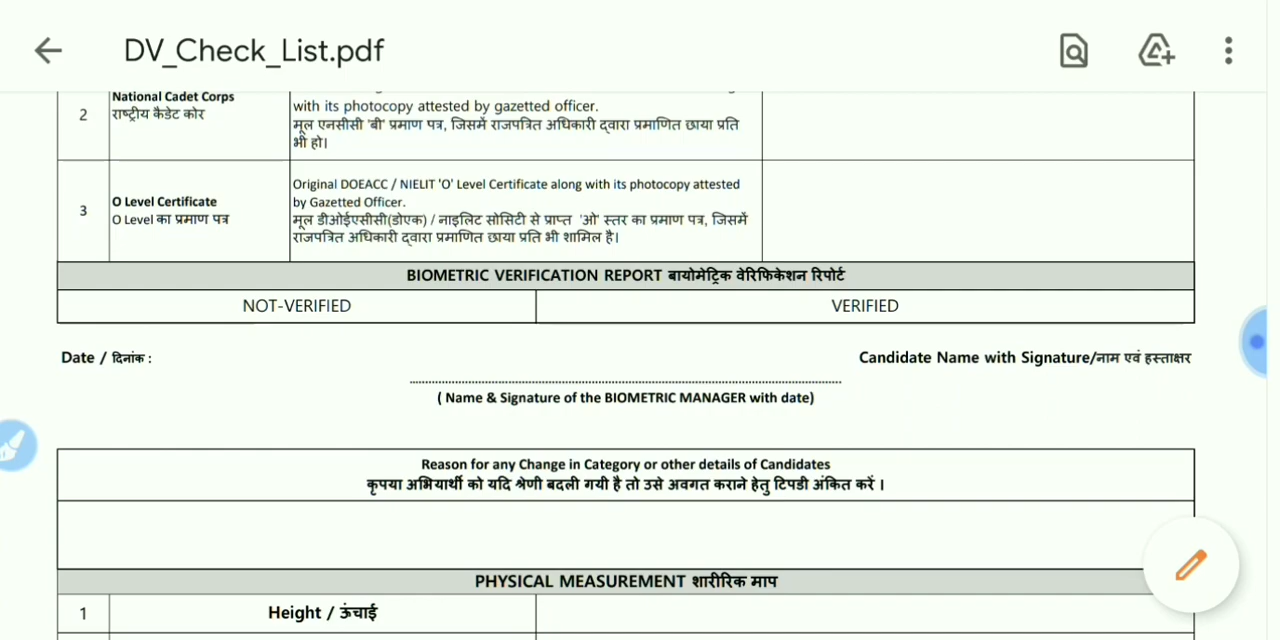 DV_Check_List.pdf
National Cadet Corps
with its photocopy attested by gazetted officer.
2
राष्ट्रीय कैडेट कोर
मूल एनसीसी 'बी' प्रमाण पत्र, जिसमें राजपत्रित अधिकारी द्वारा प्रमाणित छाया प्रति
भी हो।
Original DOEACC / NIELIT 'O' Level Certificate along with its photocopy attested
O Level Certificate
by Gazetted Officer.
3
O Level का प्रमाण पत्र
मूल डीओईएसीसी(डोएक) / नाइलिट सोसिटी से प्राप्त 'ओ' स्तर का प्रमाण पत्र, जिसमें
राजपत्रित अधिकारी द्वारा प्रमाणित छाया प्रति भी शामिल है।
BIOMETRIC VERIFICATION REPORT बायोमेट्रिक वेरिफिकेशन रिपोर्ट
NOT-VERIFIED
VERIFIED
Date / दिनांक :
Candidate Name with Signature/नाम एवं हस्ताक्षर
( Name & Signature of the BIOMETRIC MANAGER with date)
Reason for any Change in Category or other details of Candidates
कृपया अभियार्थी को यदि श्रेणी बदली गयी है तो उसे अवगत कराने हेतु टिपडी अंकित करें ।
PHYSICAL MEASUREMENT शारीरिक माप
1
Height / ऊंचाई